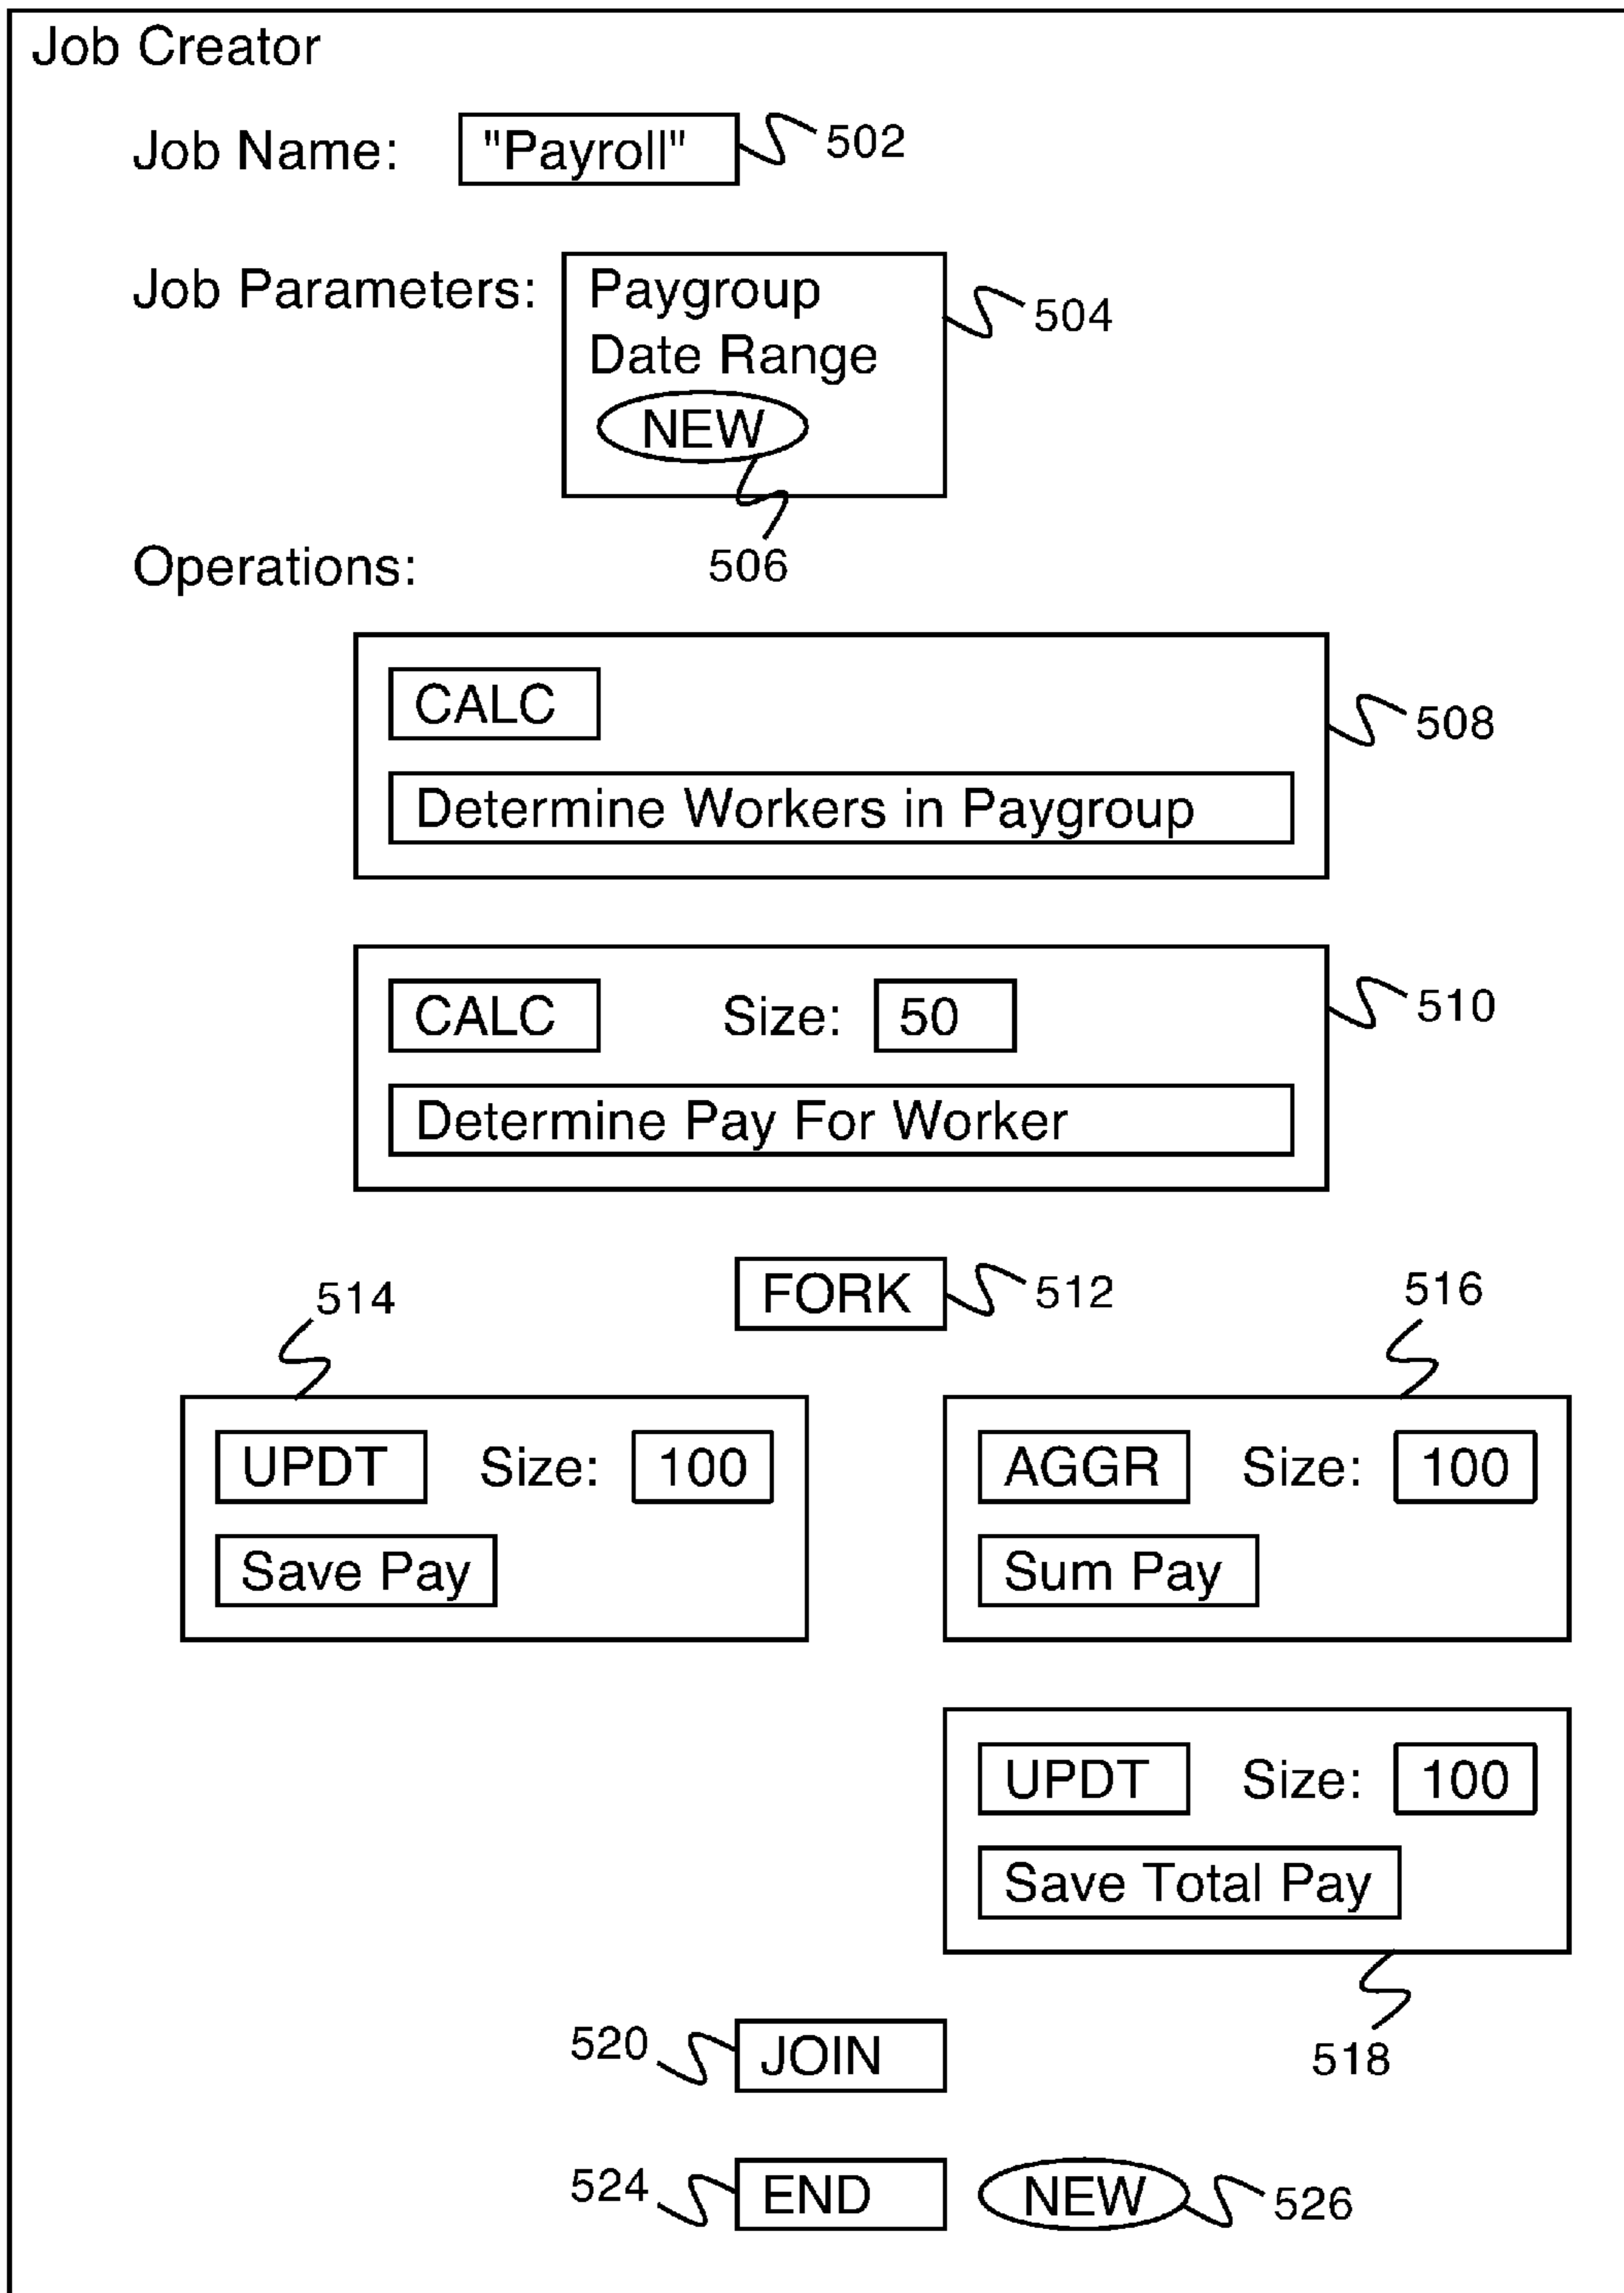 Job Creator
Job Name: "Payroll" 502
Job Parameters: Paygroup
504
Date Range
NEW
Operations: 506
CALC
508
Determine Workers in Paygroup
CALC Size: 50 510
Determine Pay For Worker
514 FORK 512 516
UPDT Size: 100 AGGR Size: 100
Save Pay Sum Pay
UPDT Size: 100
Save Total Pay
520 JOIN 518
524 END NEW 526